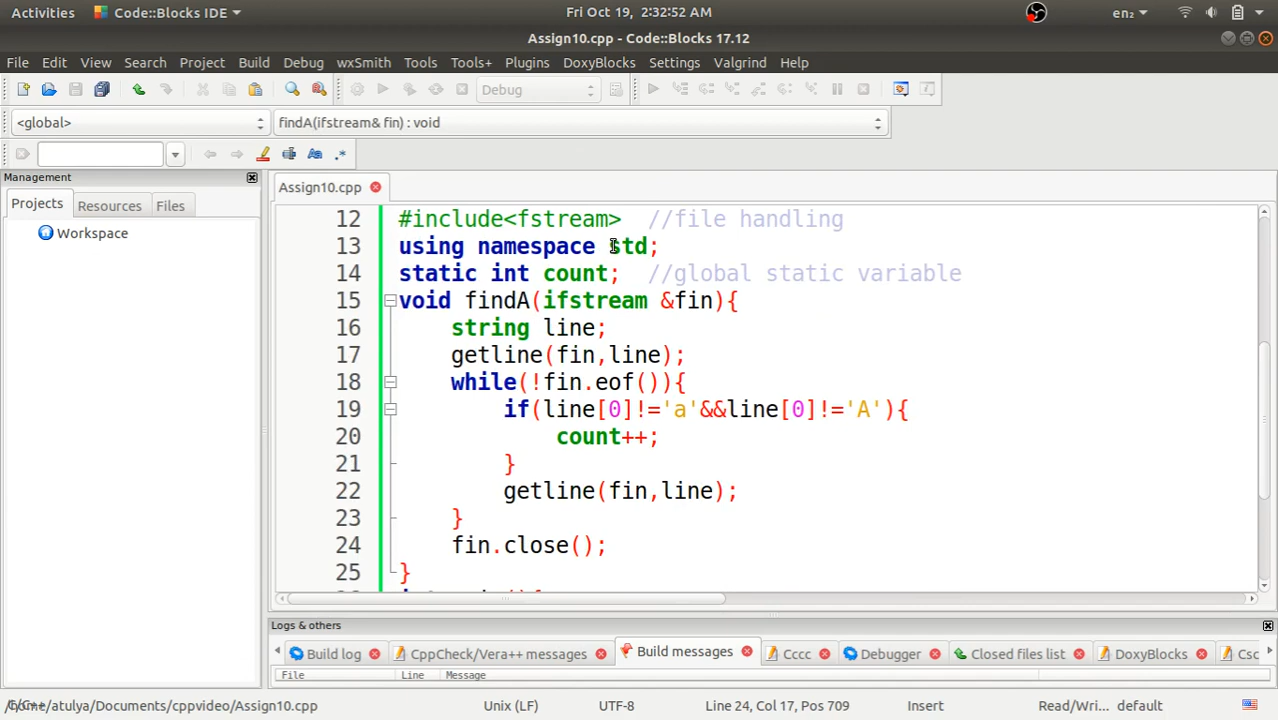 Activities Code::Blocks IDE Fri Oct 19, 2:32:52 AM en₂
Assign10.cpp - Code::Blocks 17.12
File Edit View Search Project Build Debug wxSmith Tools Tools+ Plugins DoxyBlocks Settings Valgrind Help
Debug
<global> findA(ifstream& fin) : void
Management
Assign10.cpp
Projects Resources Files
Workspace
12 #include<fstream> //file handling
13 using namespace std;
14 static int count; //global static variable
15 void findA(ifstream &fin){
16 string line;
17 getline(fin,line);
18 while(!fin.eof()){
19 if(line[0]!='a'&&line[0]!='A'){
20 count++;
21 }
22 getline(fin,line);
23 }
24 fin.close();
25 }
Logs & others
Build log CppCheck/Vera++ messages Build messages Cccc Debugger Closed files list DoxyBlocks Csc
File Line Message
/home/atulya/Documents/cppvideo/Assign10.cpp Unix (LF) UTF-8 Line 24, Col 17, Pos 709 Insert Read/Wri... default